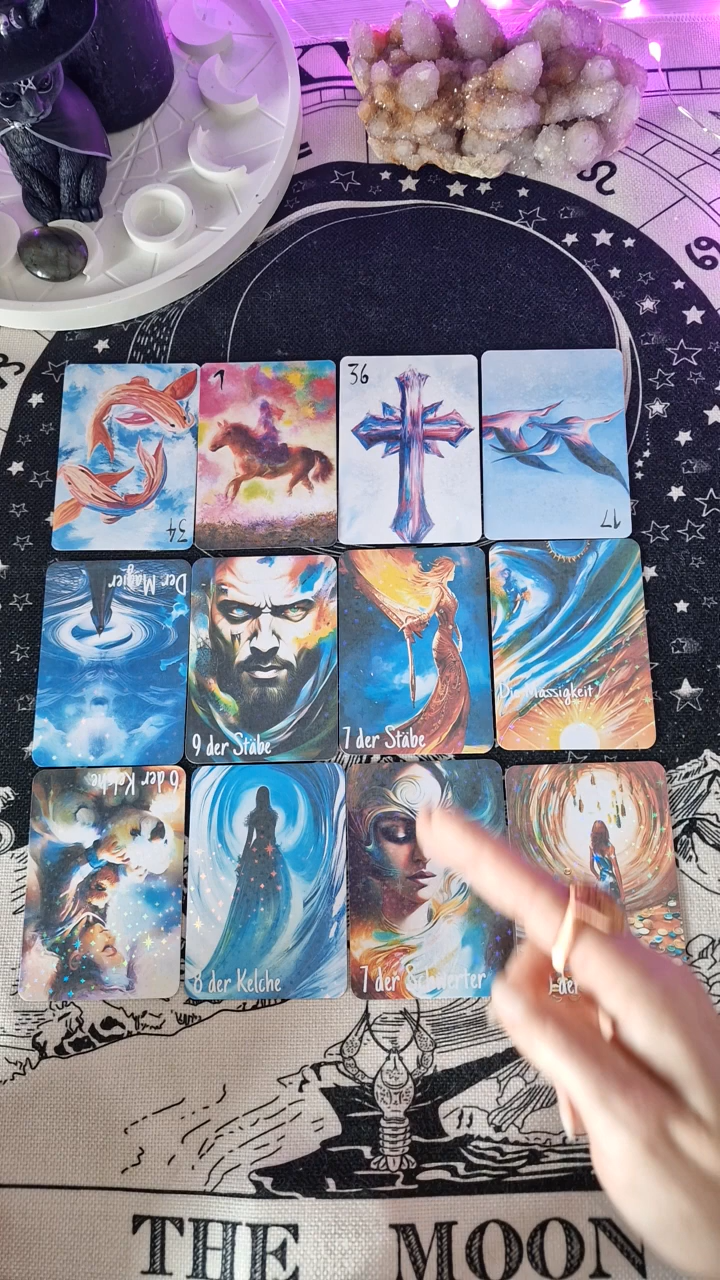 34
1
36
17
Der Magier
9 der Stäbe
7 der Stäbe
Die Mässigkeit
6 der Kelche
8 der Kelche
7 der Schwerter
der
THE MOON